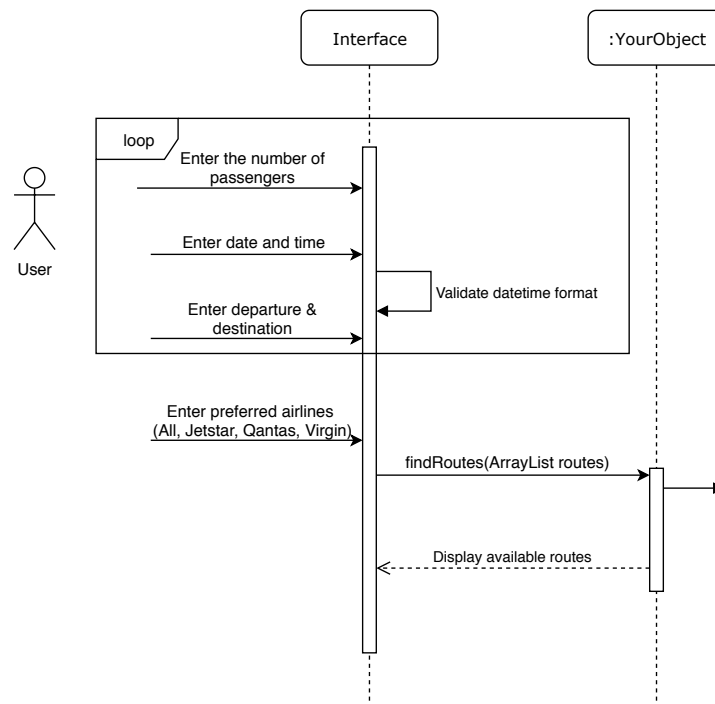 Interface
:YourObject
loop
Enter the number of
passengers
User
Enter date and time
Validate datetime format
Enter departure &
destination
Enter preferred airlines
(All, Jetstar, Qantas, Virgin)
findRoutes(ArrayList routes)
Display available routes